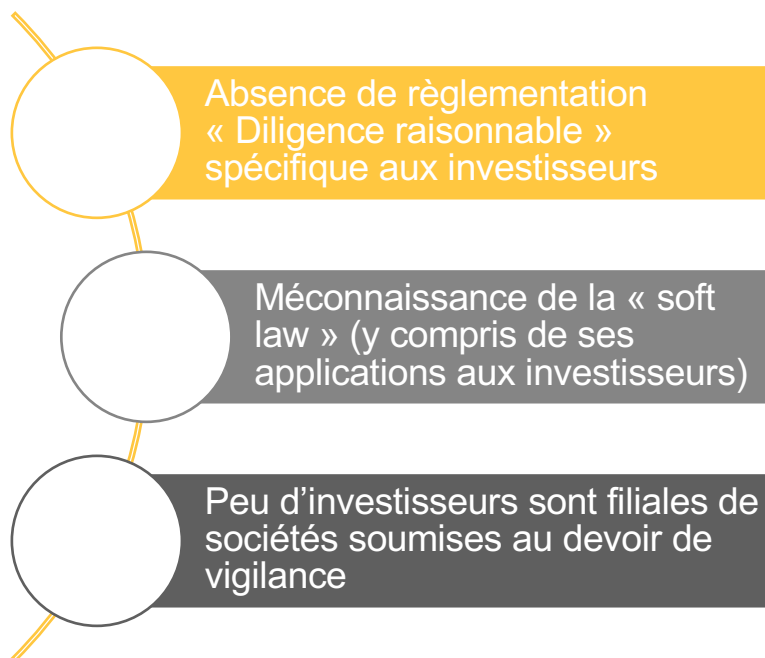 Absence de règlementation
« Diligence raisonnable »
spécifique aux investisseurs
Méconnaissance de la « soft
law » (y compris de ses
applications aux investisseurs)
Peu d’investisseurs sont filiales de
sociétés soumises au devoir de
vigilance